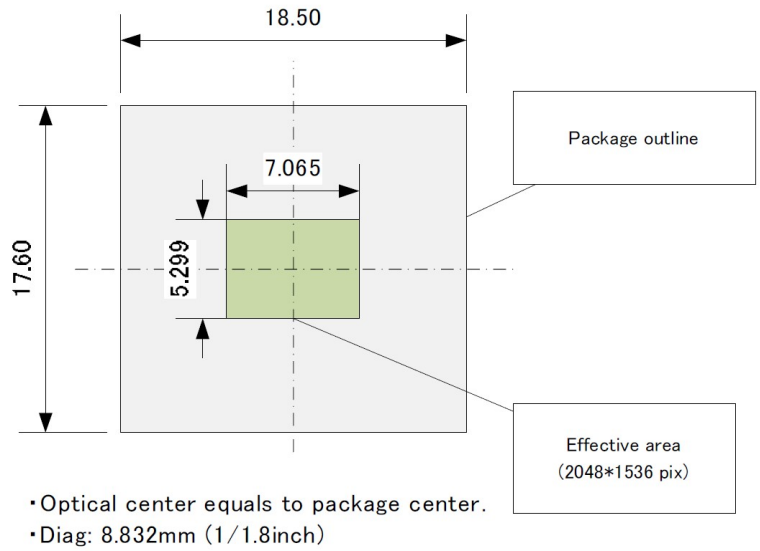 18.50
Package outline
7.065
17.60
5.299
Effective area
(2048*1536 pix)
・Optical center equals to package center.
・Diag: 8.832mm (1/1.8inch)